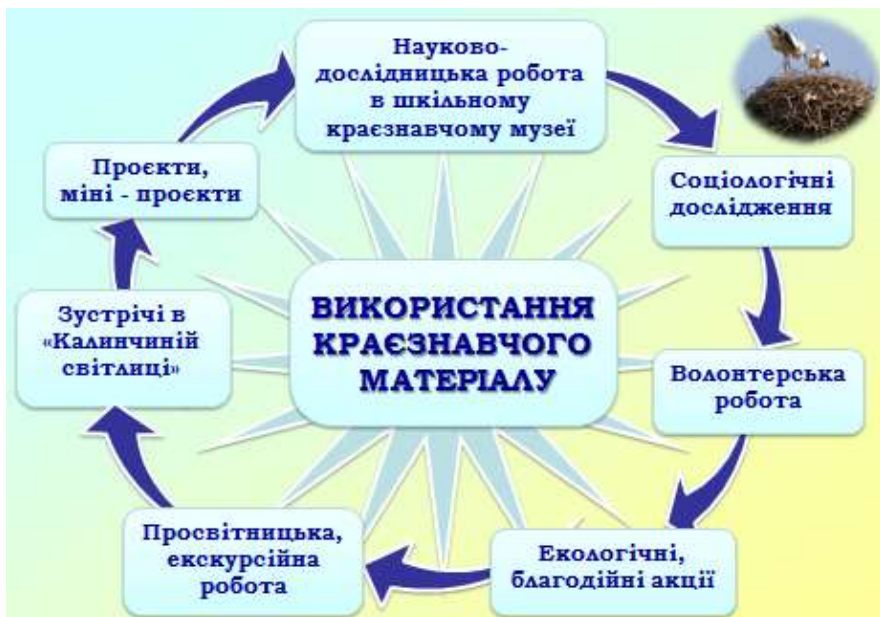 Науково-
дослідницька робота
в шкільному
краєзнавчому музеї
Соціологічні
дослідження
Волонтерська
робота
Екологічні,
благодійні акції
Просвітницька,
екскурсійна
робота
Зустрічі в
«Калинчиній
світлиці»
Проєкти,
міні - проєкти
ВИКОРИСТАННЯ
КРАЄЗНАВЧОГО
МАТЕРІАЛУ